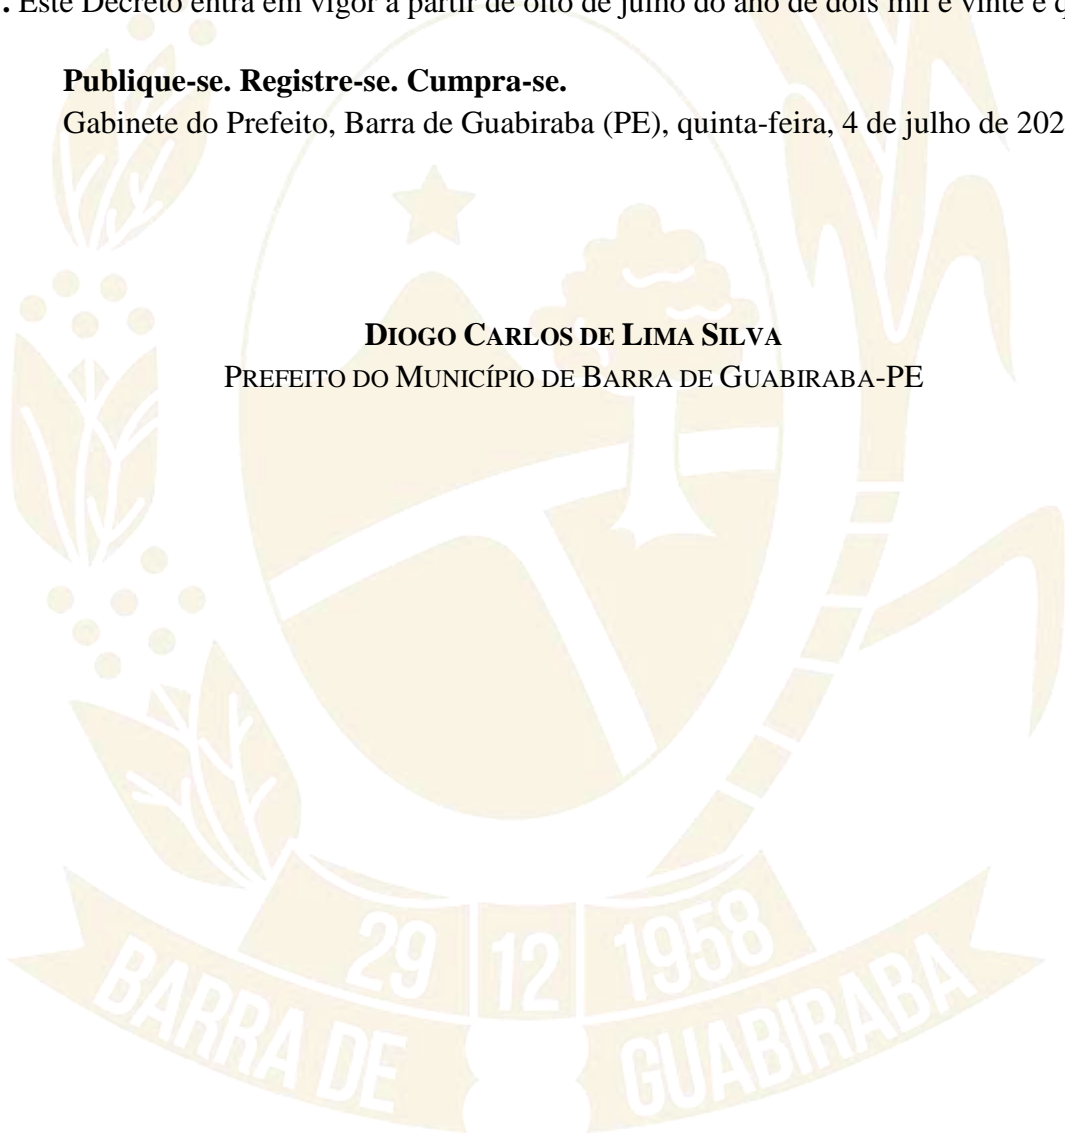 . Este Decreto entra em vigor a partir de oito de julho do ano de dois mil e vinte e q
Publique-se. Registre-se. Cumpra-se.
Gabinete do Prefeito, Barra de Guabiraba (PE), quinta-feira, 4 de julho de 202
DIOGO CARLOS DE LIMA SILVA
PREFEITO DO MUNICÍPIO DE BARRA DE GUABIRABA-PE
29 12 1958
BARRA DE GUABIRABA